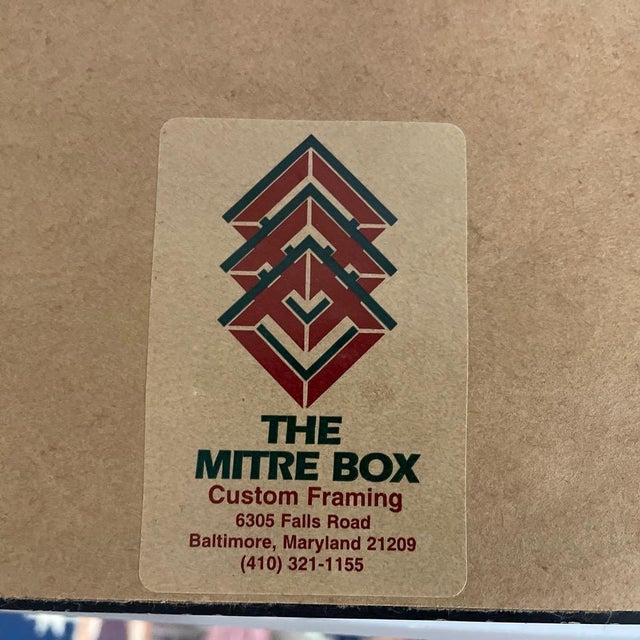 THE
MITRE BOX
Custom Framing
6305 Falls Road
Baltimore, Maryland 21209
(410) 321-1155